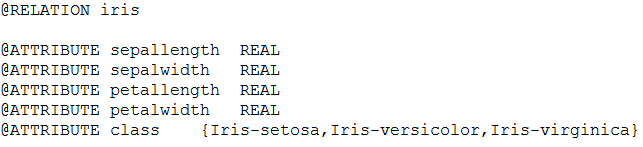 @RELATION iris
@ATTRIBUTE sepallength REAL
@ATTRIBUTE sepalwidth REAL
@ATTRIBUTE petallength REAL
@ATTRIBUTE petalwidth REAL
@ATTRIBUTE class {Iris-setosa,Iris-versicolor,Iris-virginica}